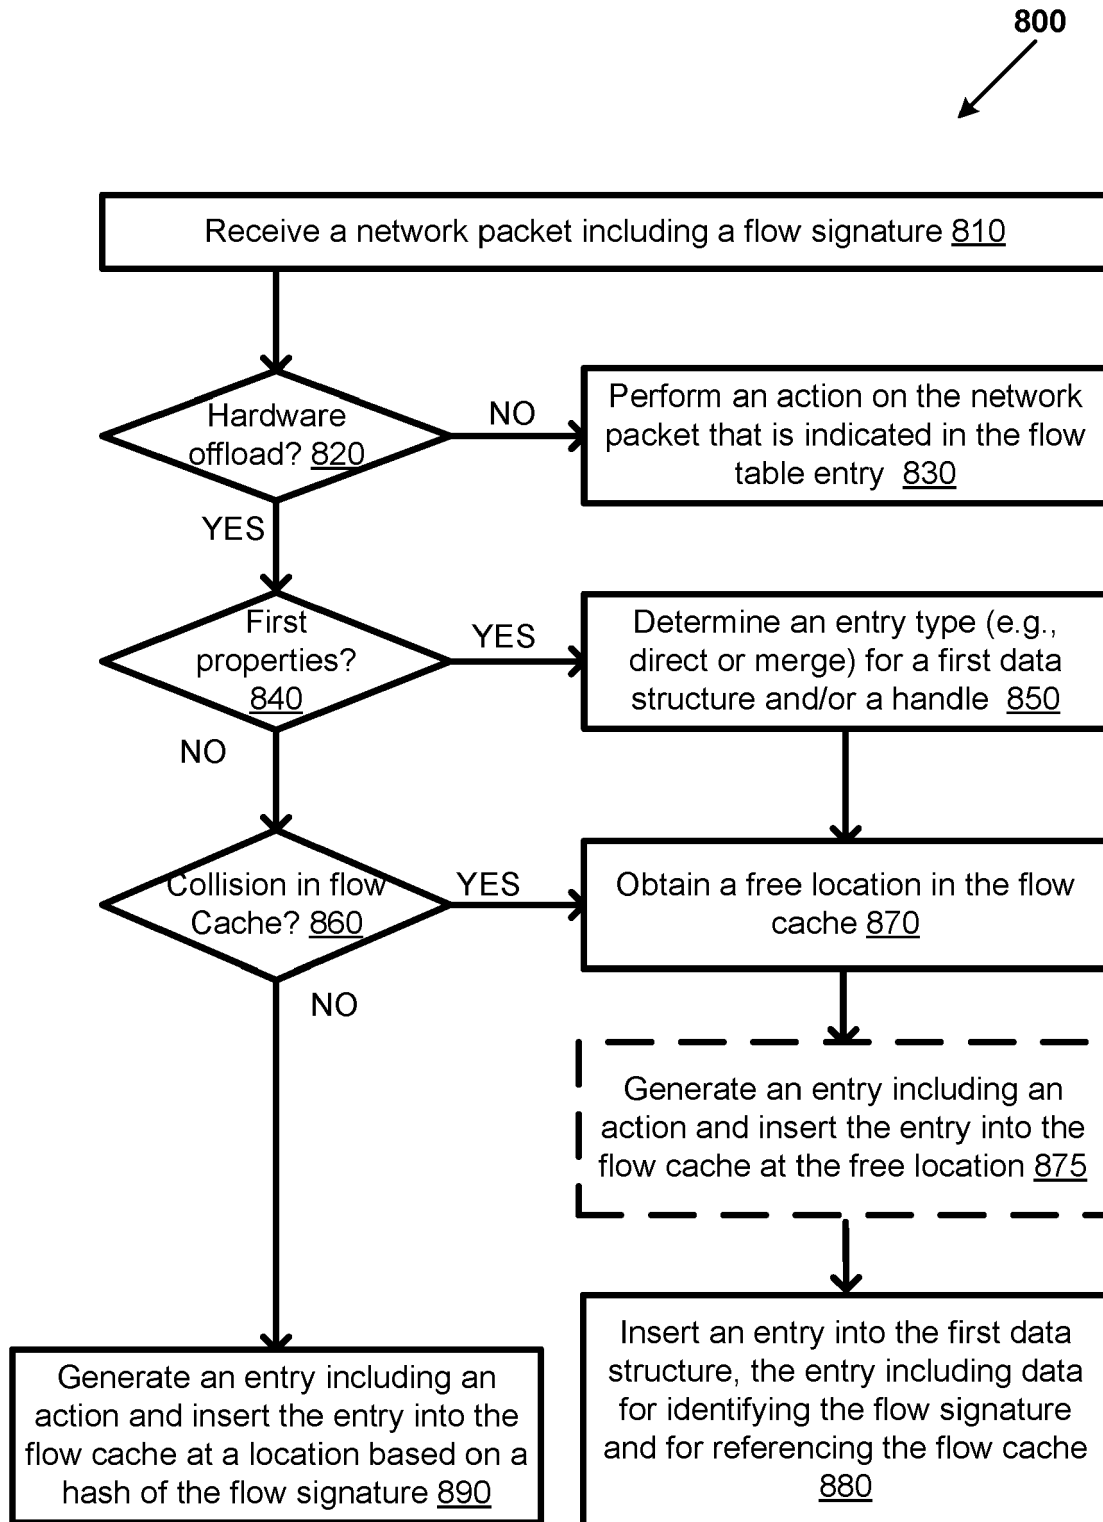 800
Receive a network packet including a flow signature 810
Hardware
offload? 820
NO
Perform an action on the network
packet that is indicated in the flow
table entry 830
YES
First
properties?
840
YES
Determine an entry type (e.g.,
direct or merge) for a first data
structure and/or a handle 850
NO
Collision in flow
Cache? 860
YES
Obtain a free location in the flow
cache 870
NO
Generate an entry including an
action and insert the entry into the
flow cache at the free location 875
Generate an entry including an
action and insert the entry into the
flow cache at a location based on a
hash of the flow signature 890
Insert an entry into the first data
structure, the entry including data
for identifying the flow signature
and for referencing the flow cache
880